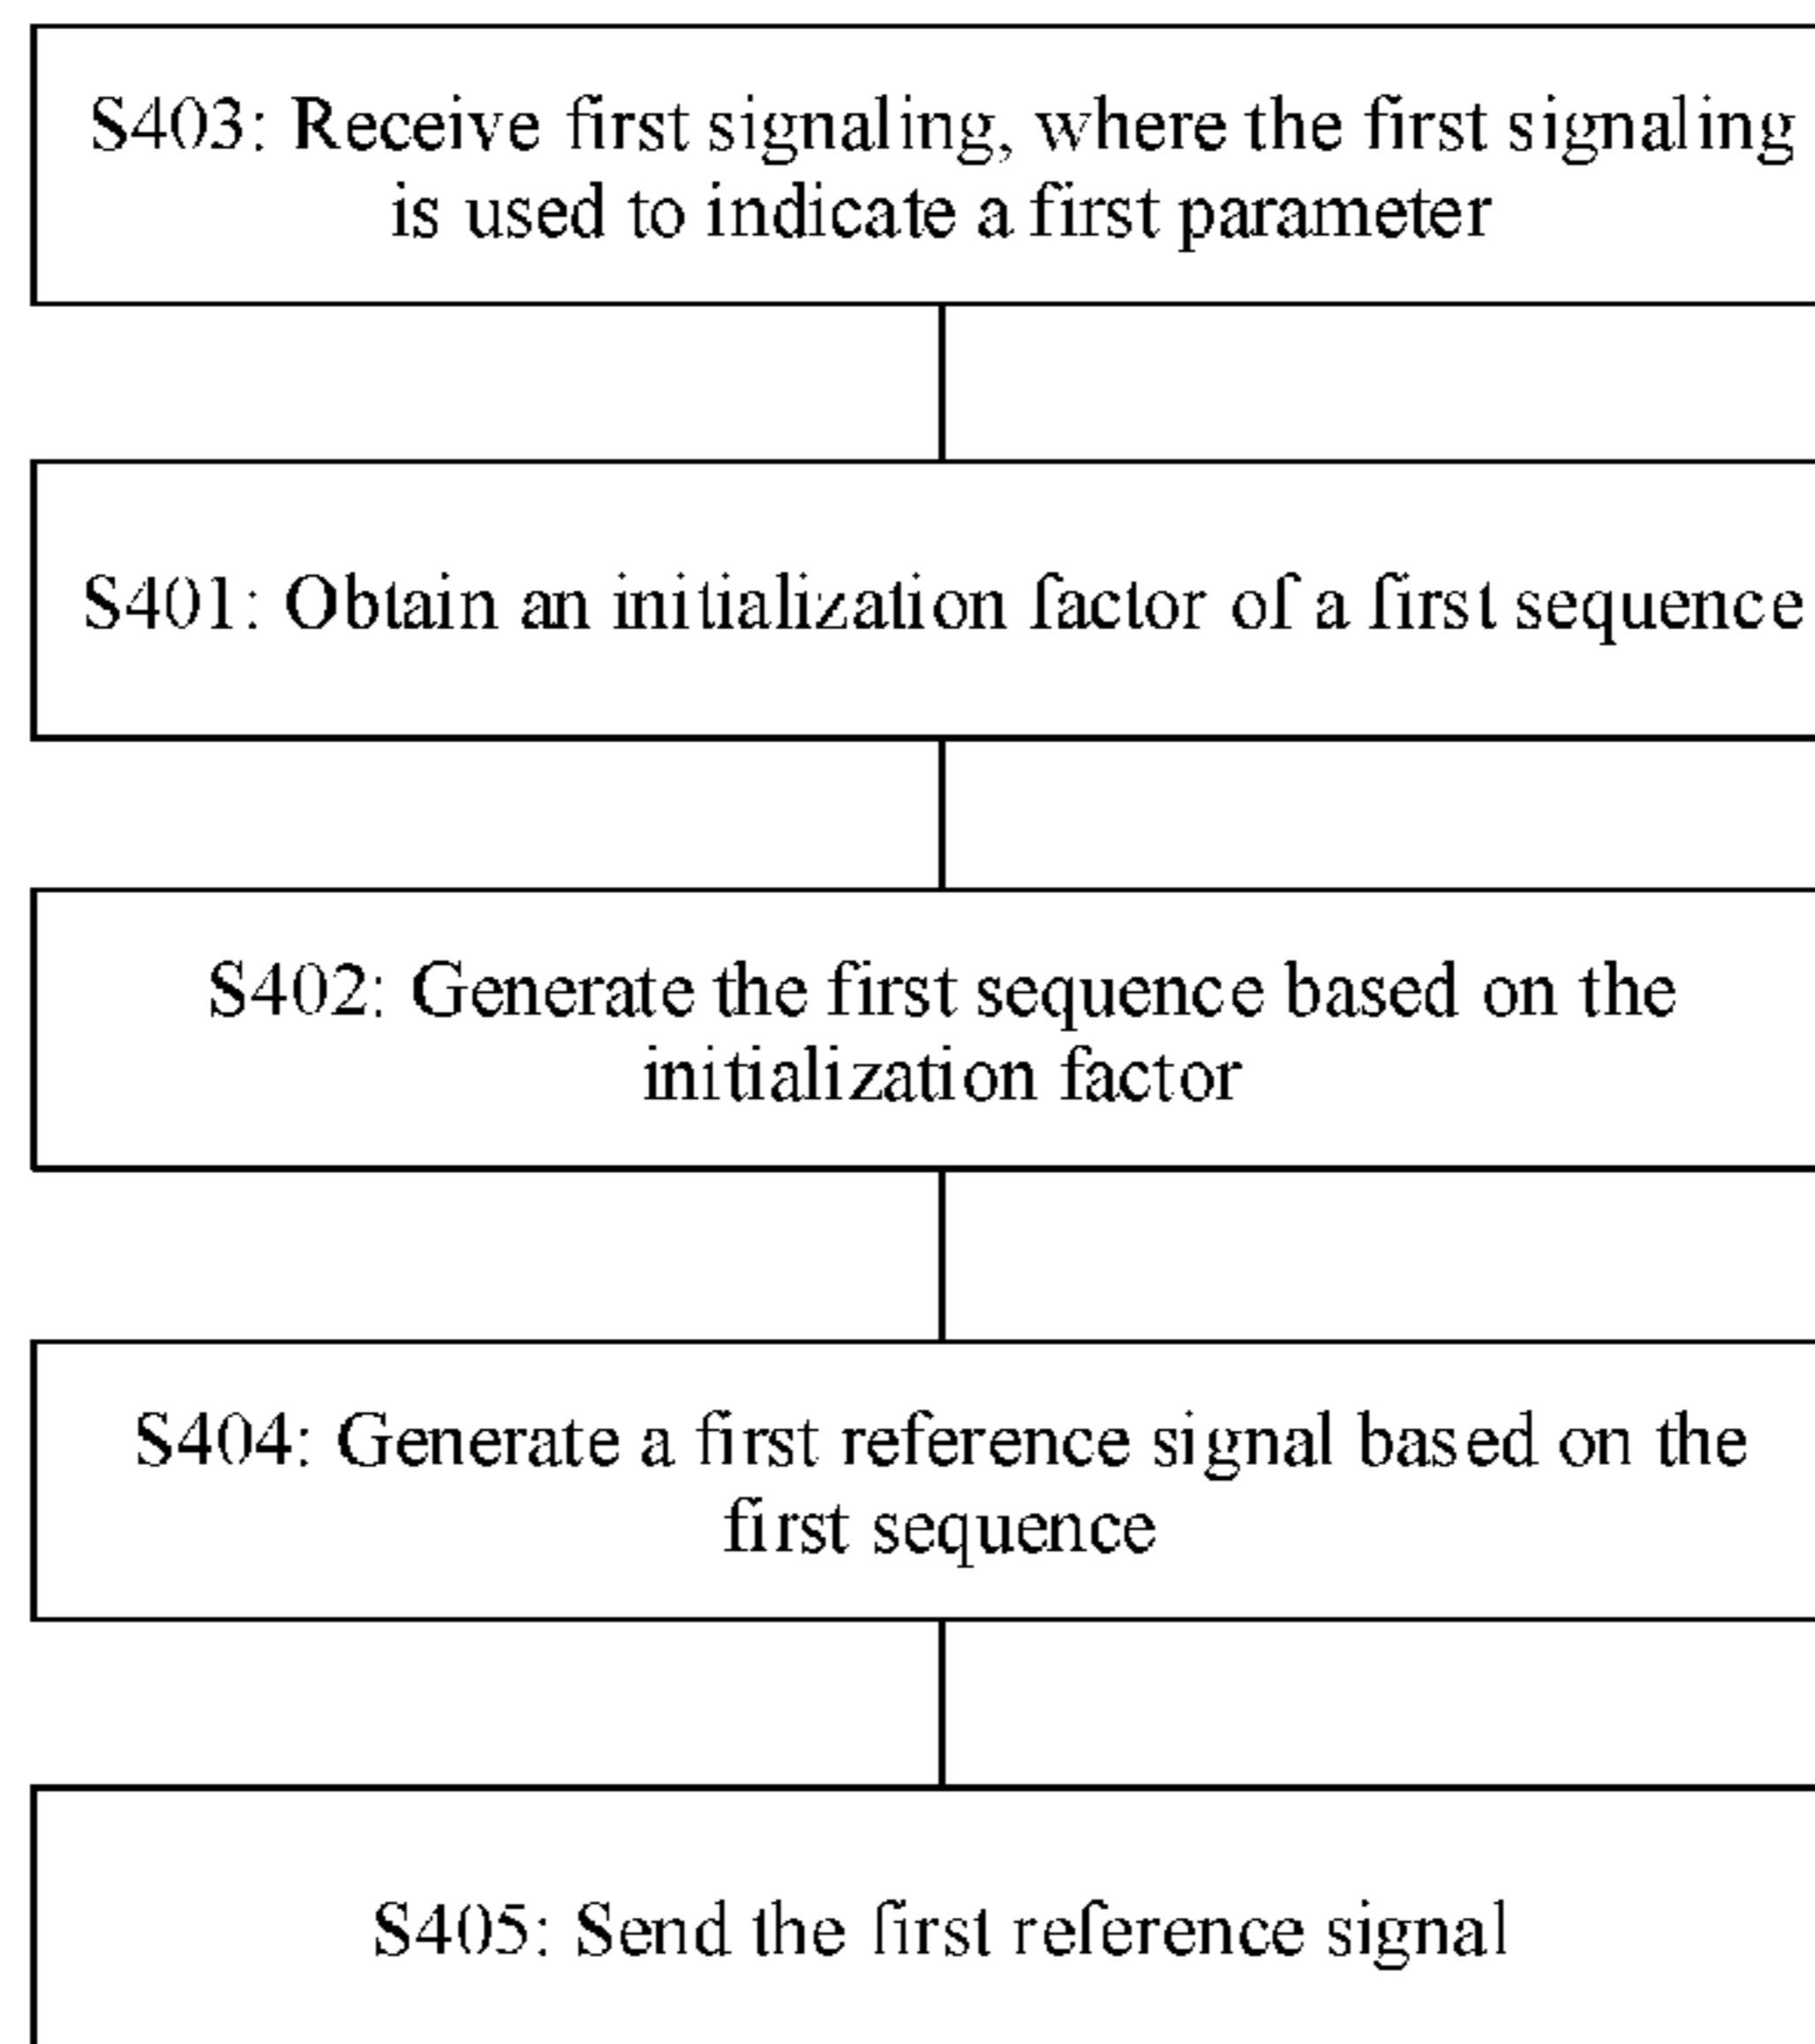 S403: Receive first signaling, where the first signaling
is used to indicate a first parameter
S401: Obtain an initialization factor of a first sequence
S402: Generate the first sequence based on the
initialization factor
S404: Generate a first reference signal based on the
first sequence
S405: Send the first reference signal